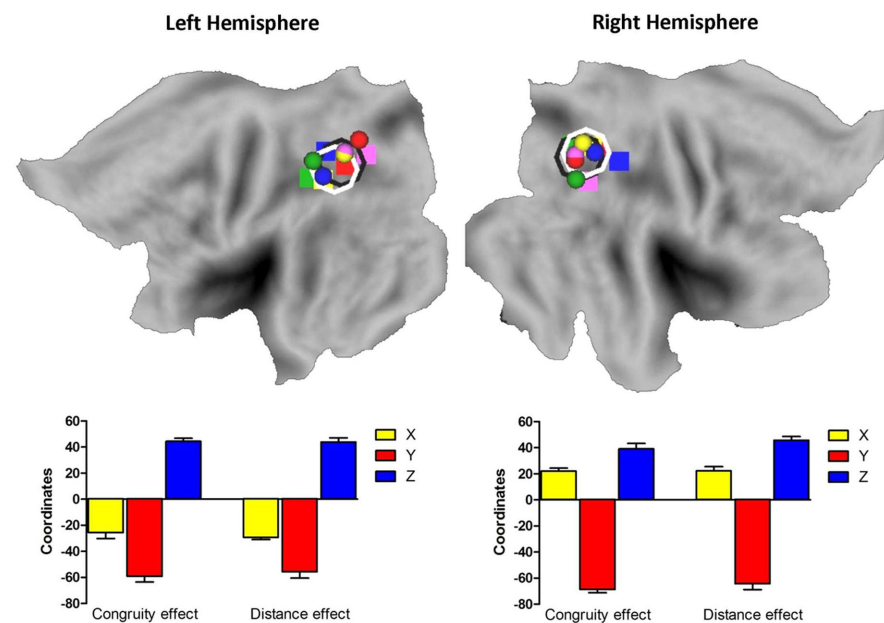 Left Hemisphere
Right Hemisphere
60
40
20
0
-20
-40
-60
-80
Coordinates
X
Y
Z
Congruity effect
Distance effect
60
40
20
0
-20
-40
-60
-80
Coordinates
X
Y
Z
Congruity effect
Distance effect